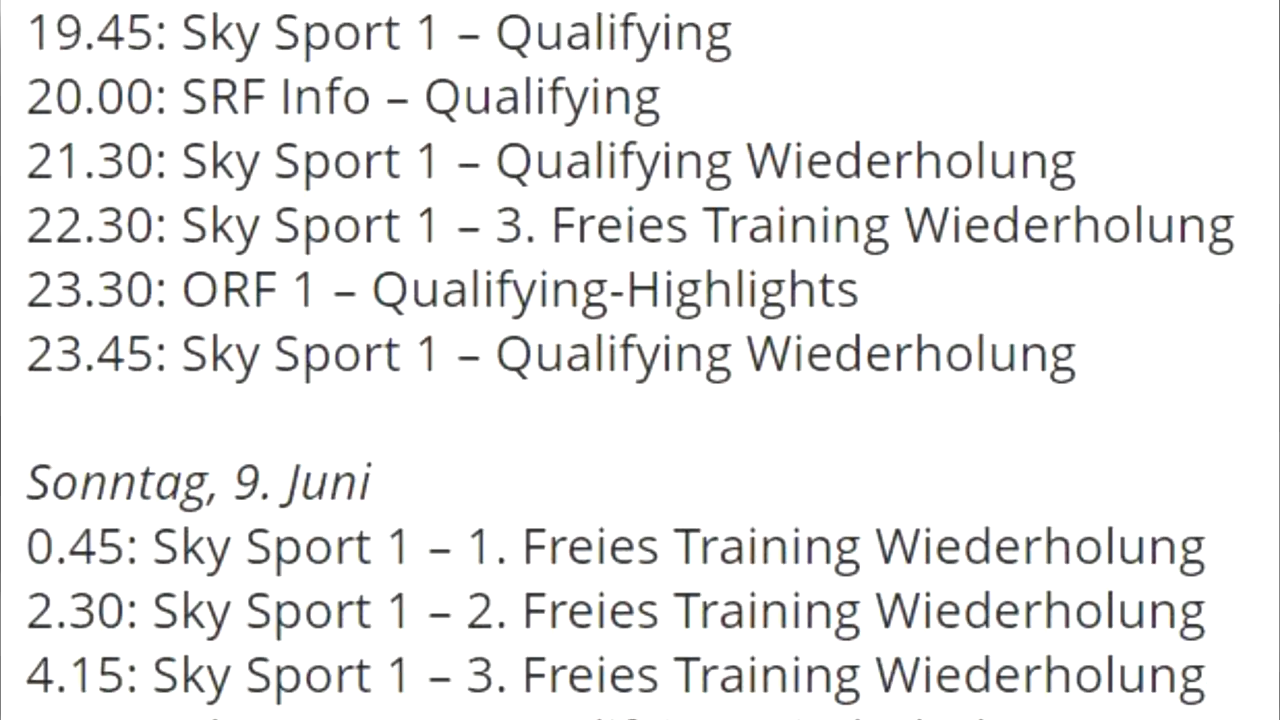 19.45: Sky Sport 1 – Qualifying
20.00: SRF Info – Qualifying
21.30: Sky Sport 1 – Qualifying Wiederholung
22.30: Sky Sport 1 – 3. Freies Training Wiederholung
23.30: ORF 1 – Qualifying-Highlights
23.45: Sky Sport 1 – Qualifying Wiederholung
Sonntag, 9. Juni
0.45: Sky Sport 1 – 1. Freies Training Wiederholung
2.30: Sky Sport 1 – 2. Freies Training Wiederholung
4.15: Sky Sport 1 – 3. Freies Training Wiederholung